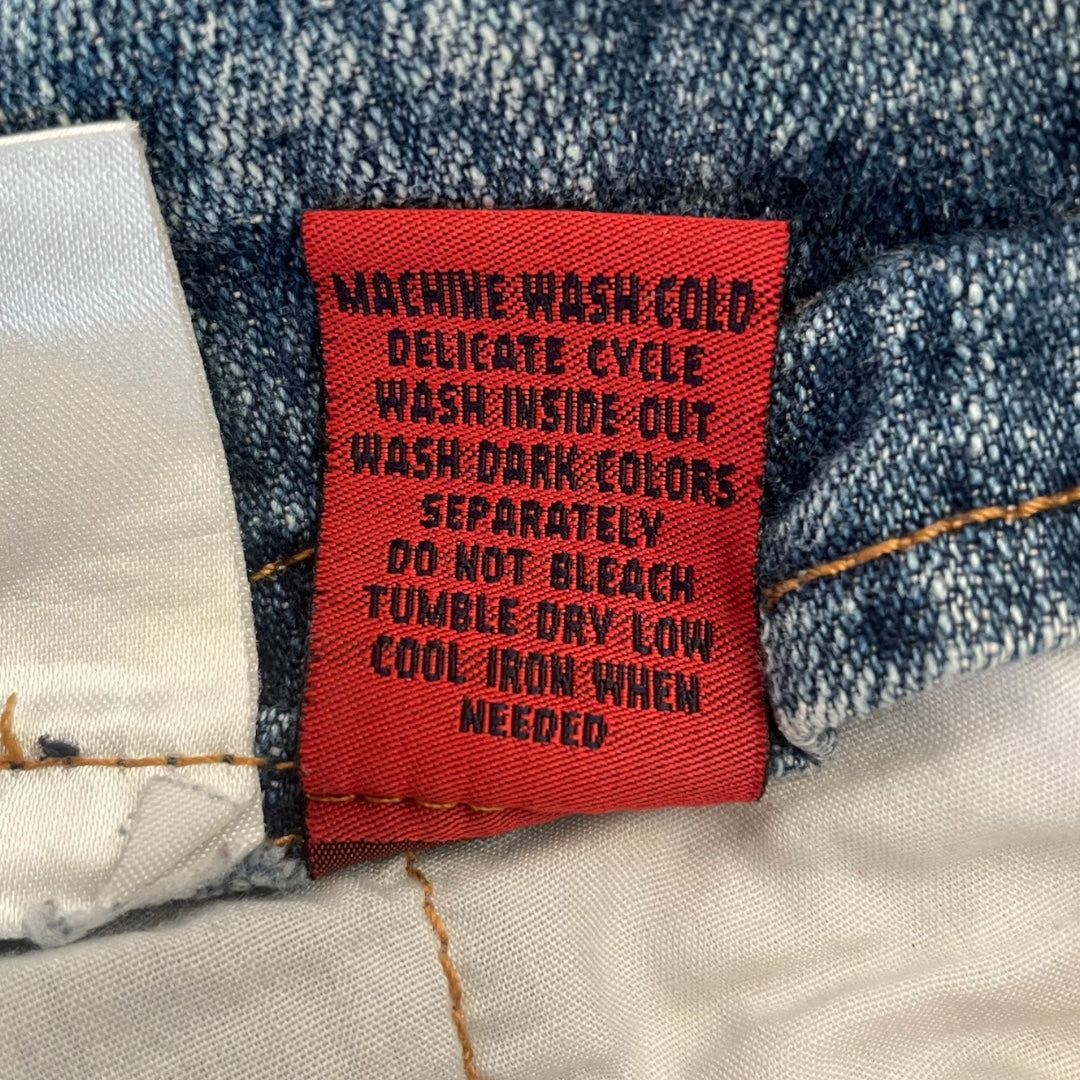 MACHINE WASH COLD
DELICATE CYCLE
WASH INSIDE OUT
WASH DARK COLORS
SEPARATELY
DO NOT BLEACH
TUMBLE DRY LOW
COOL IRON WHEN
NEEDED